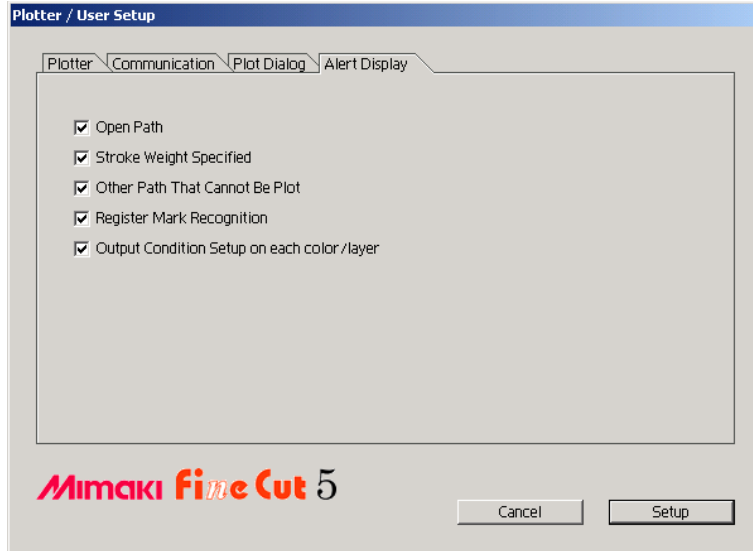 Plotter / User Setup
Plotter Communication Plot Dialog Alert Display
Open Path
Stroke Weight Specified
Other Path That Cannot Be Plot
Register Mark Recognition
Output Condition Setup on each color/layer
Mimaki Fine Cut 5
Cancel Setup